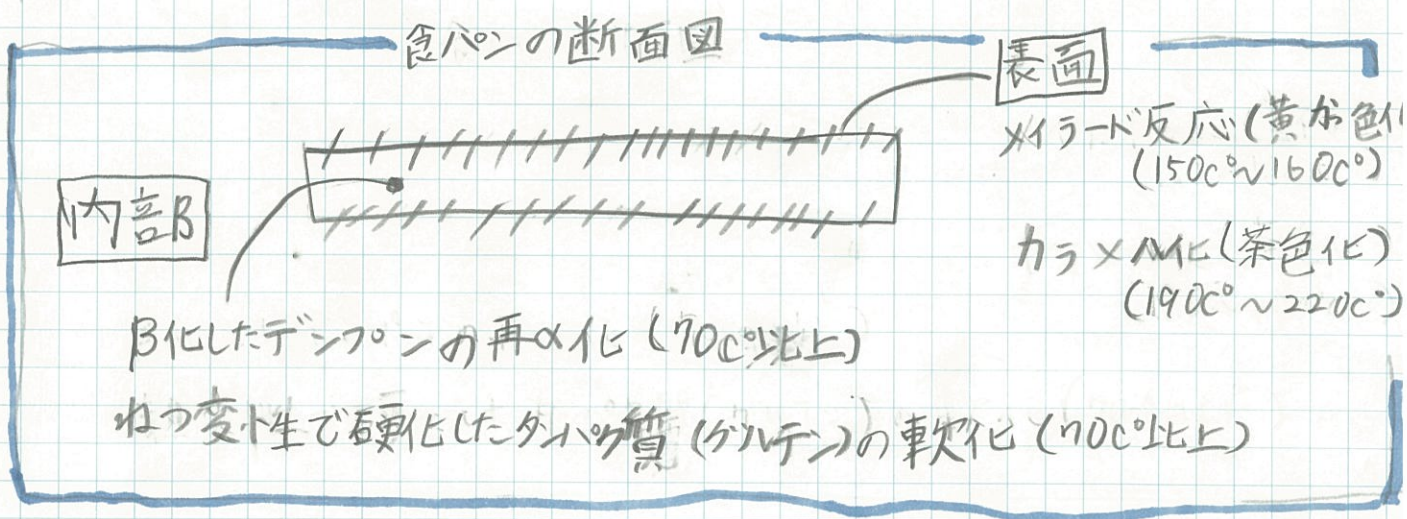 食パンの断面図
表面
メイラード反応(黄金色化
(150c°~160c°)
カラメル化(茶色化)
(190c°~220c°)
内部
β化したデンプンの再α化(70c°以上)
ねつ変性で硬化したタンパク質(グルテン)の軟化(70c°以上)